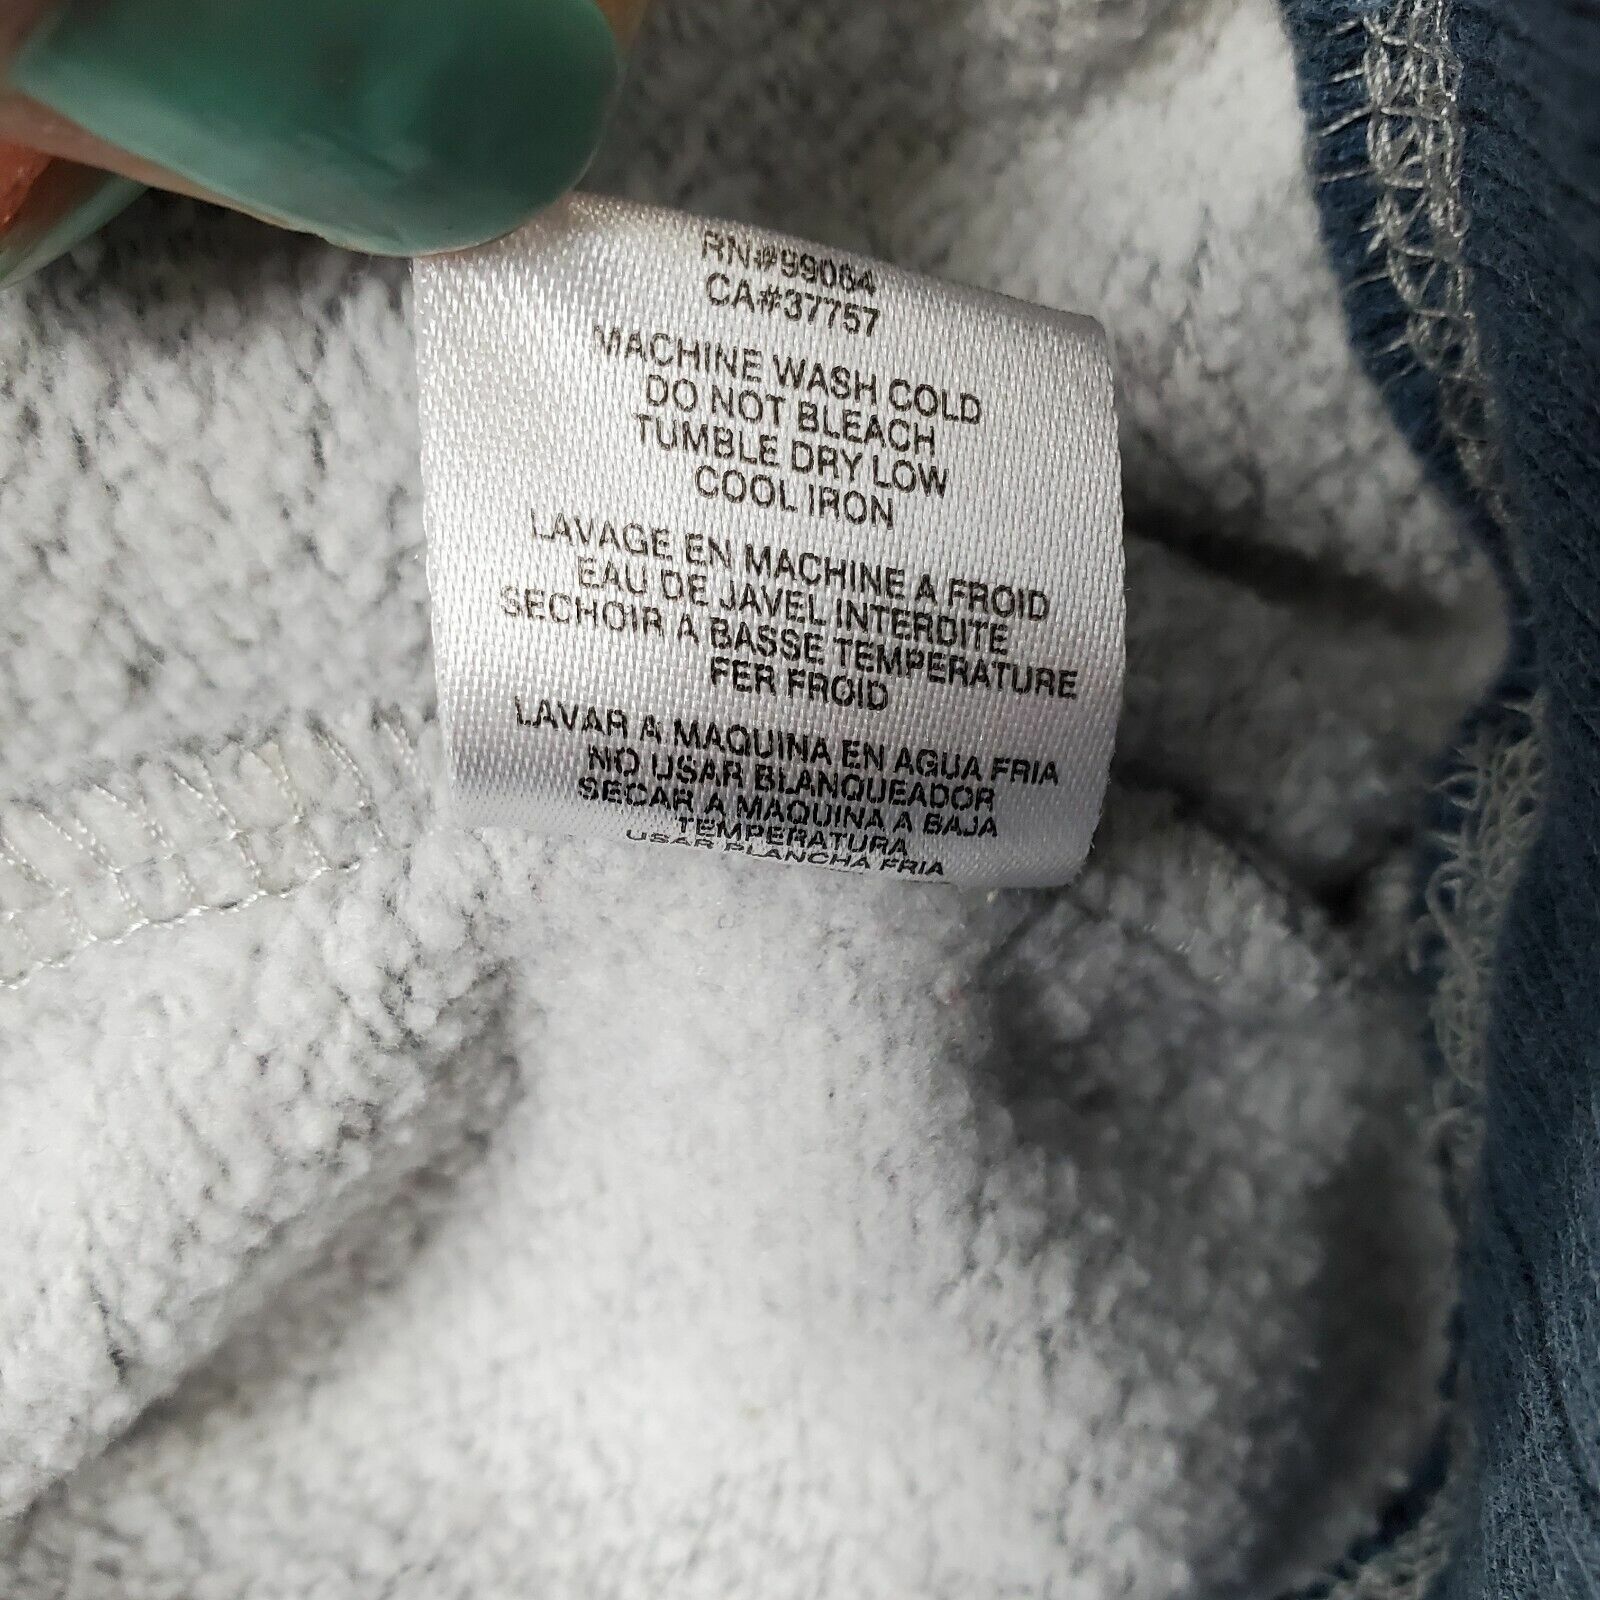 RN#99064
CA#37757
MACHINE WASH COLD
DO NOT BLEACH
TUMBLE DRY LOW
COOL IRON
LAVAGE EN MACHINE A FROID
EAU DE JAVEL INTERDITE
SECHOIR A BASSE TEMPERATURE
FER FROID
LAVAR A MAQUINA EN AGUA FRIA
NO USAR BLANQUEADOR
SECAR A MAQUINA A BAJA
TEMPERATURA
USAR PLANCHA FRIA